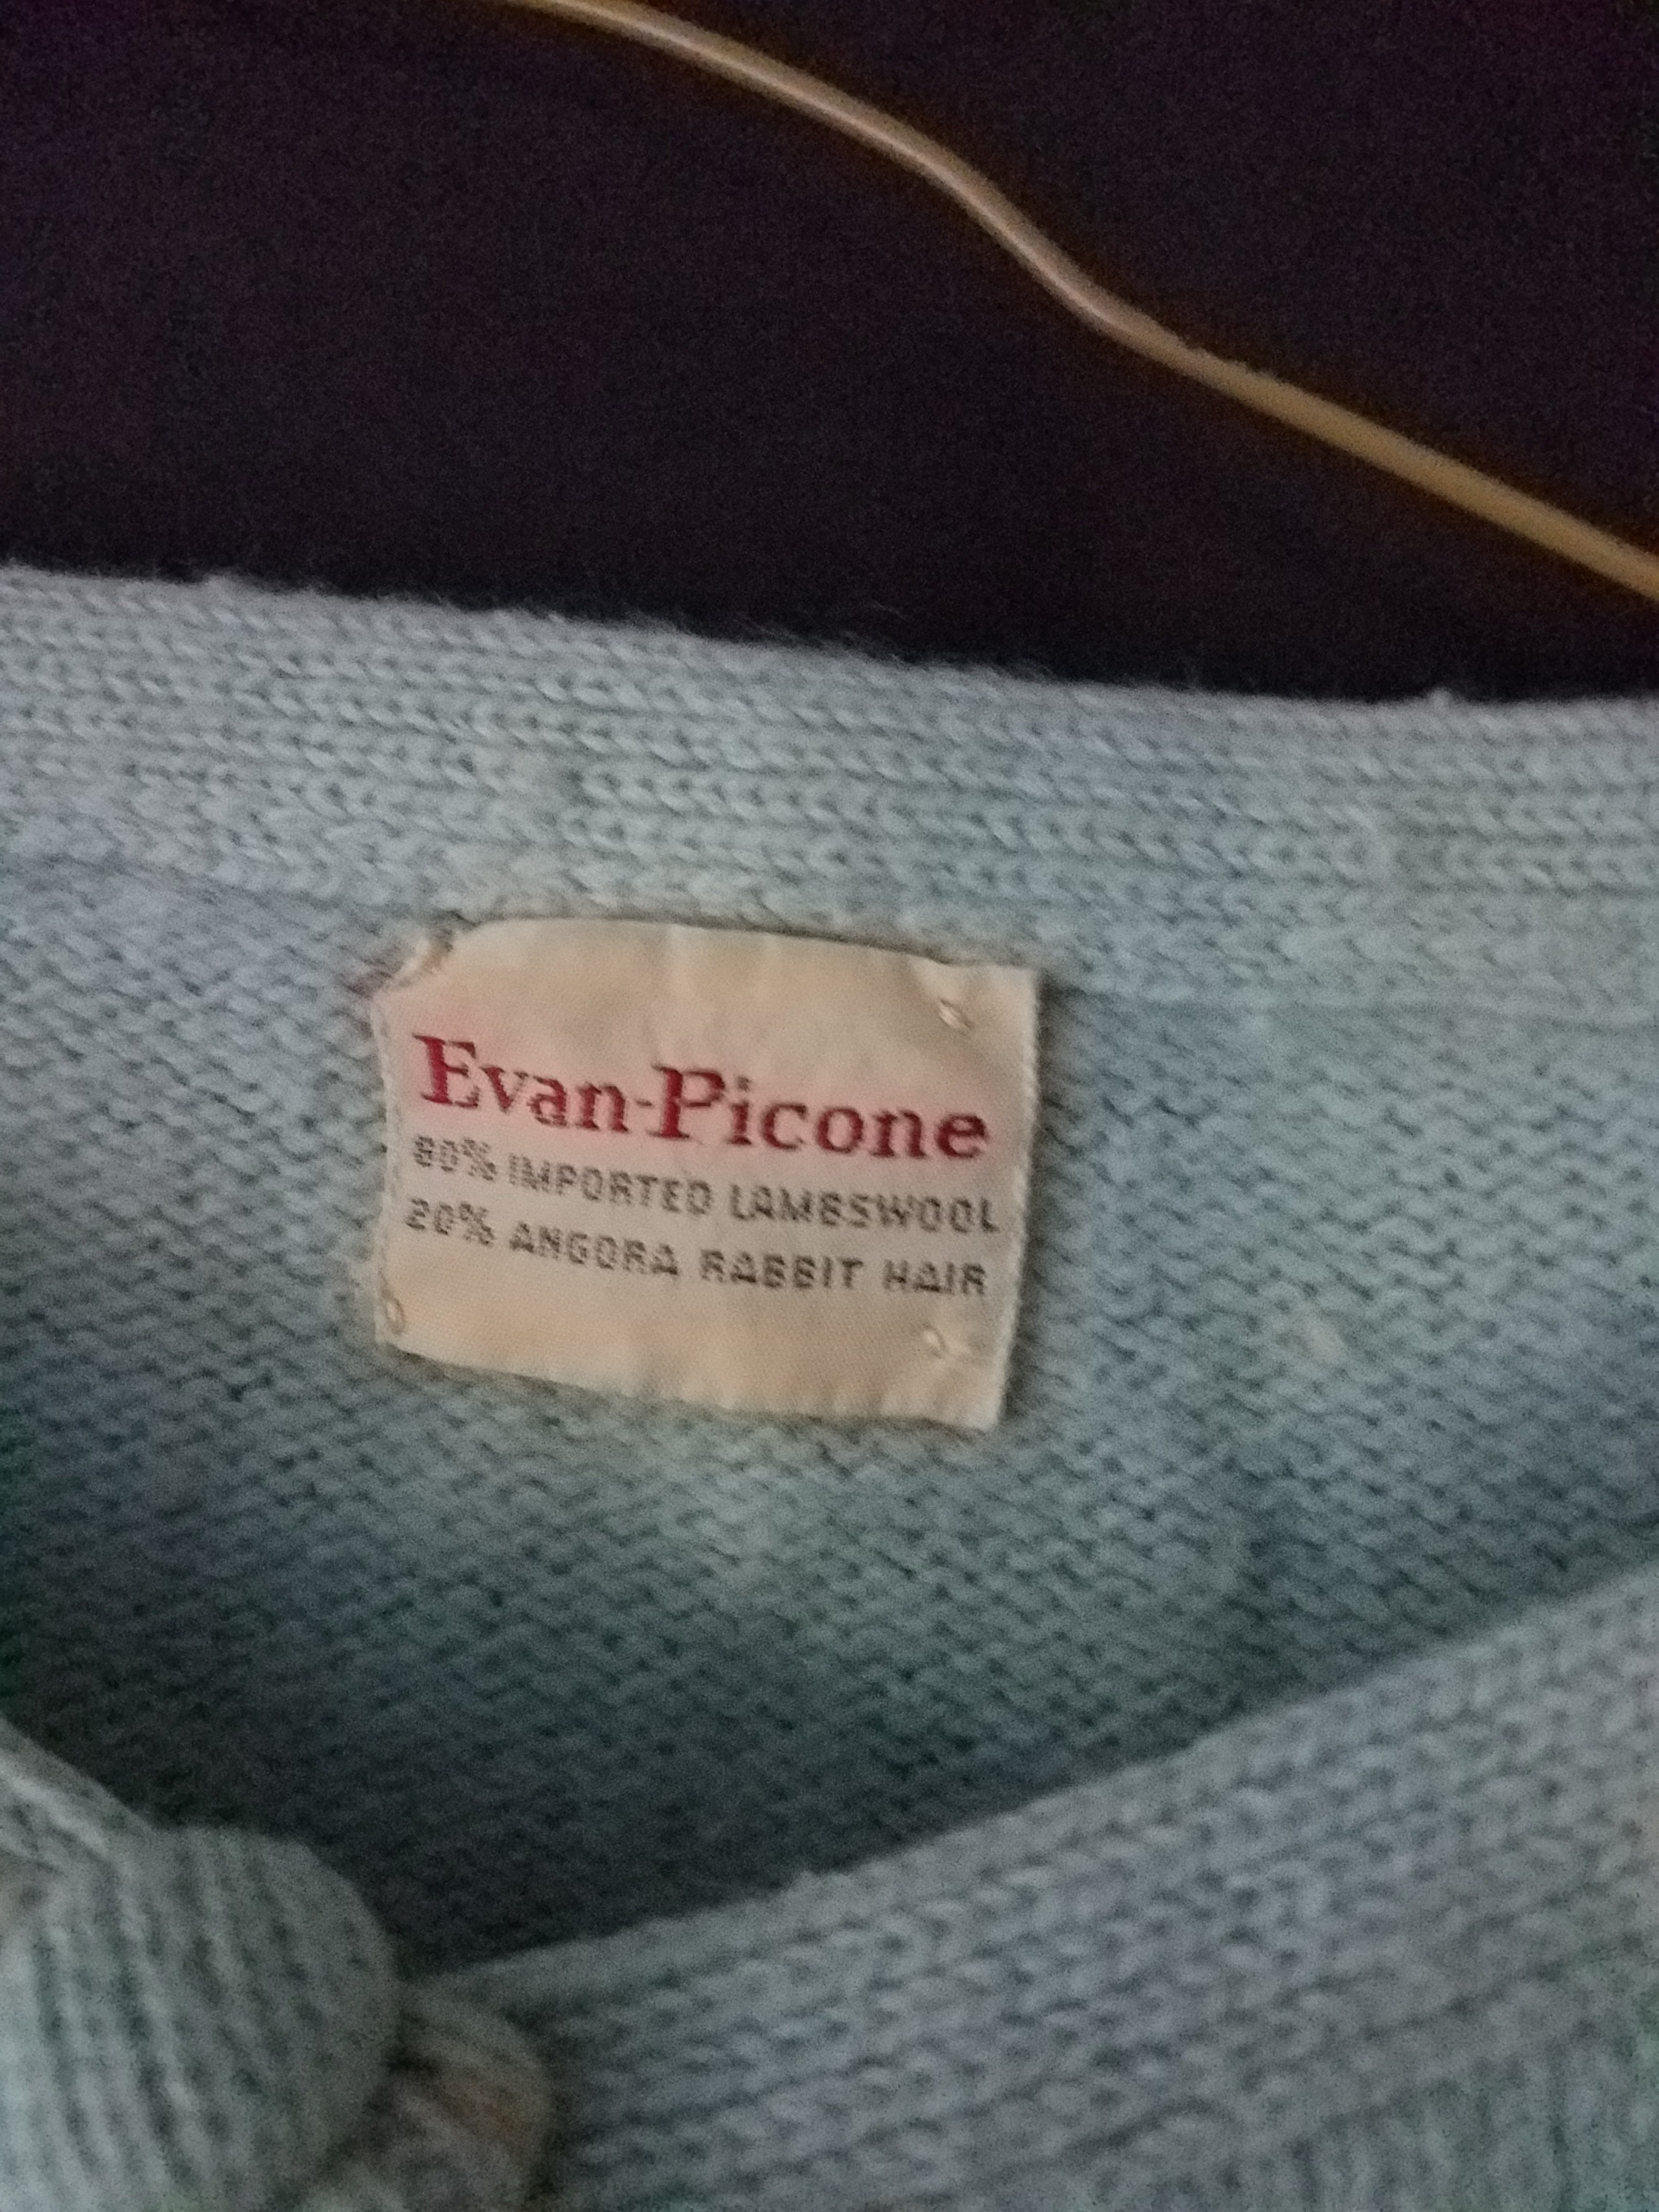 Evan-Picone
80% IMPORTED LAMBSWOOL
20% ANGORA RABBIT HAIR